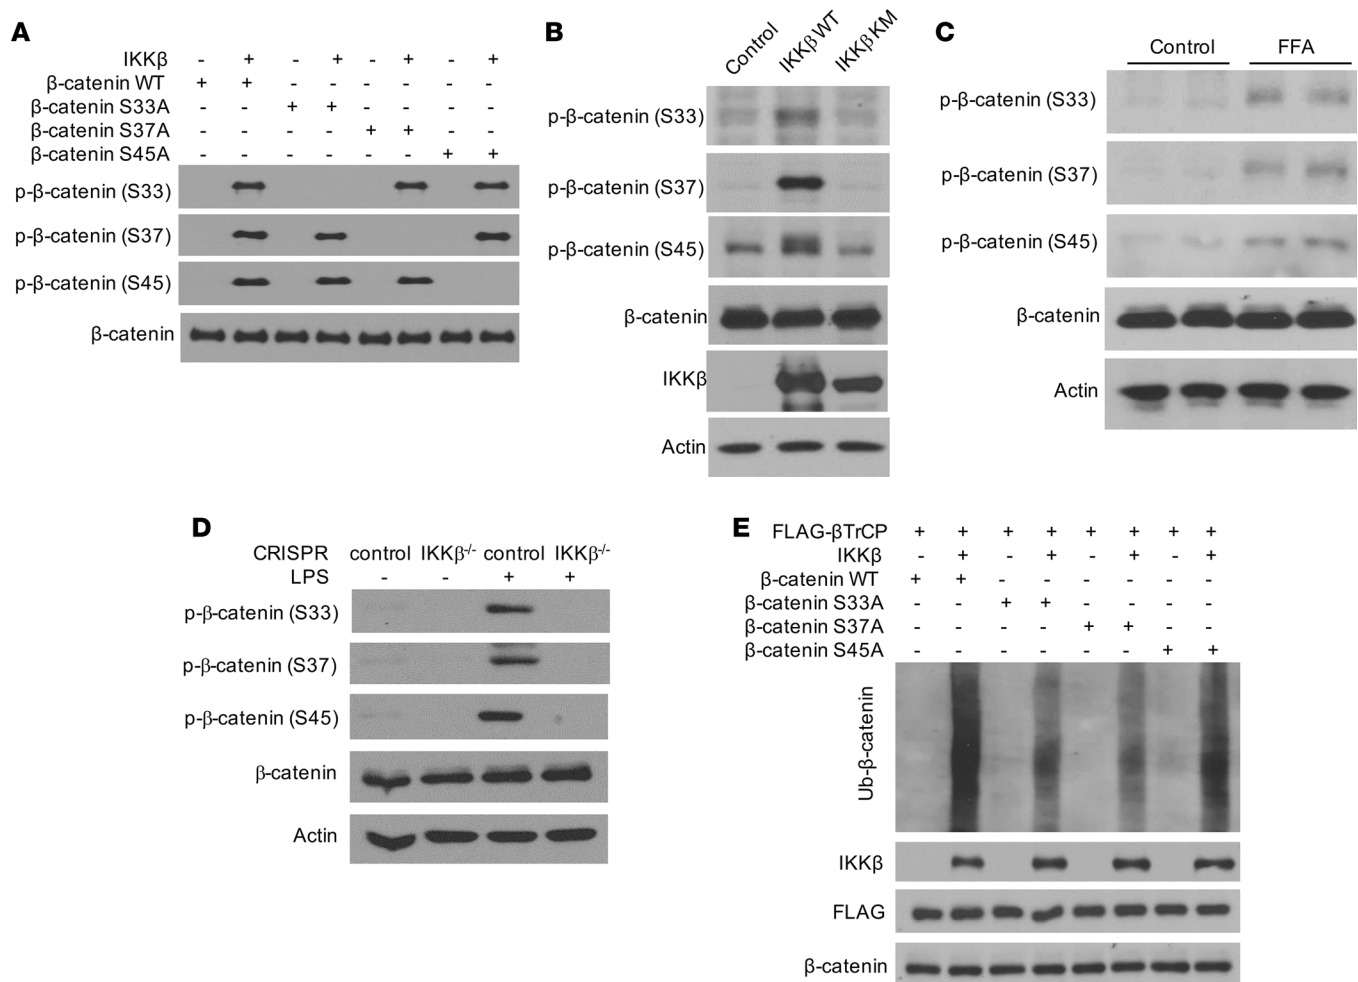 A
IKKβ - + - + - + - +
β-catenin WT + + - - - - - -
β-catenin S33A - - + + - - - -
β-catenin S37A - - - - + + - -
β-catenin S45A - - - - - - + +
p-β-catenin (S33)
p-β-catenin (S37)
p-β-catenin (S45)
β-catenin
B
Control IKKβ WT IKKβ KM
p-β-catenin (S33)
p-β-catenin (S37)
p-β-catenin (S45)
β-catenin
IKKβ
Actin
C
Control FFA
p-β-catenin (S33)
p-β-catenin (S37)
p-β-catenin (S45)
β-catenin
Actin
D
CRISPR control IKKβ-/- control IKKβ-/-
LPS - - + +
p-β-catenin (S33)
p-β-catenin (S37)
p-β-catenin (S45)
β-catenin
Actin
E
FLAG-βTrCP + + + + + + + +
IKKβ - + - + - + - +
β-catenin WT + + - - - - - -
β-catenin S33A - - + + - - - -
β-catenin S37A - - - - + + - -
β-catenin S45A - - - - - - + +
Ub-β-catenin
IKKβ
FLAG
β-catenin